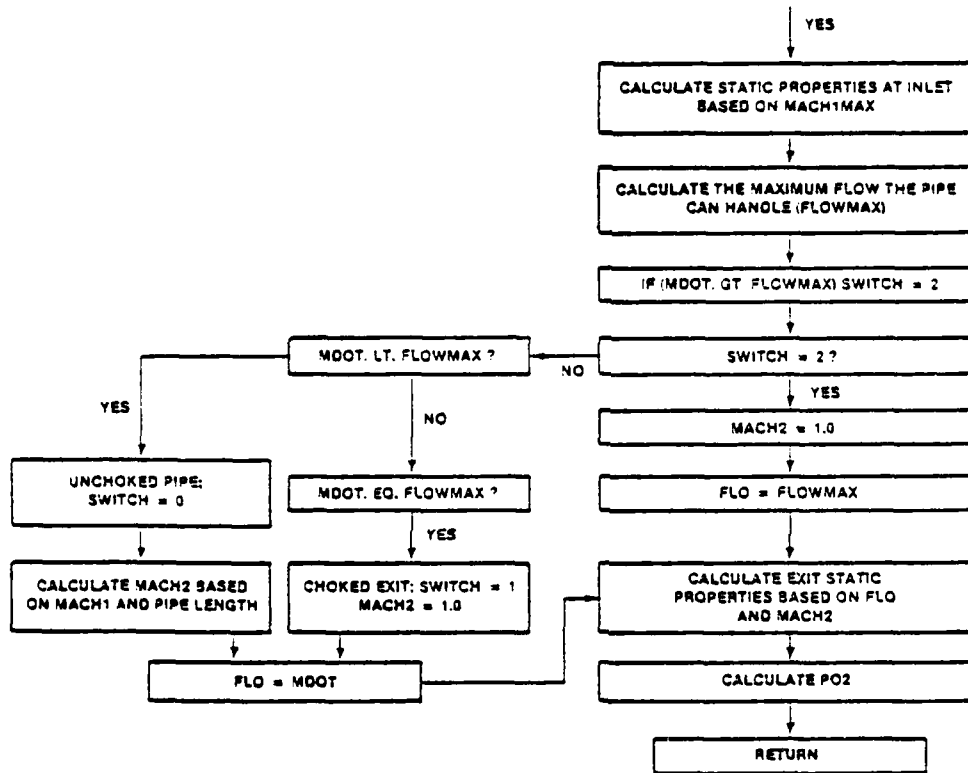 YES
CALCULATE STATIC PROPERTIES AT INLET
BASED ON MACH1MAX
CALCULATE THE MAXIMUM FLOW THE PIPE
CAN HANDLE (FLOWMAX)
IF (MDOT. GT. FLOWMAX) SWITCH = 2
MDOT. LT. FLOWMAX ?
NO
SWITCH = 2 ?
YES
NO
YES
MACH2 = 1.0
UNCHOKED PIPE;
SWITCH = 0
MDOT. EQ. FLOWMAX ?
FLO = FLOWMAX
YES
CALCULATE MACH2 BASED
ON MACH1 AND PIPE LENGTH
CHOKED EXIT; SWITCH = 1
MACH2 = 1.0
CALCULATE EXIT STATIC
PROPERTIES BASED ON FLO
AND MACH2
FLO = MDOT
CALCULATE PO2
RETURN